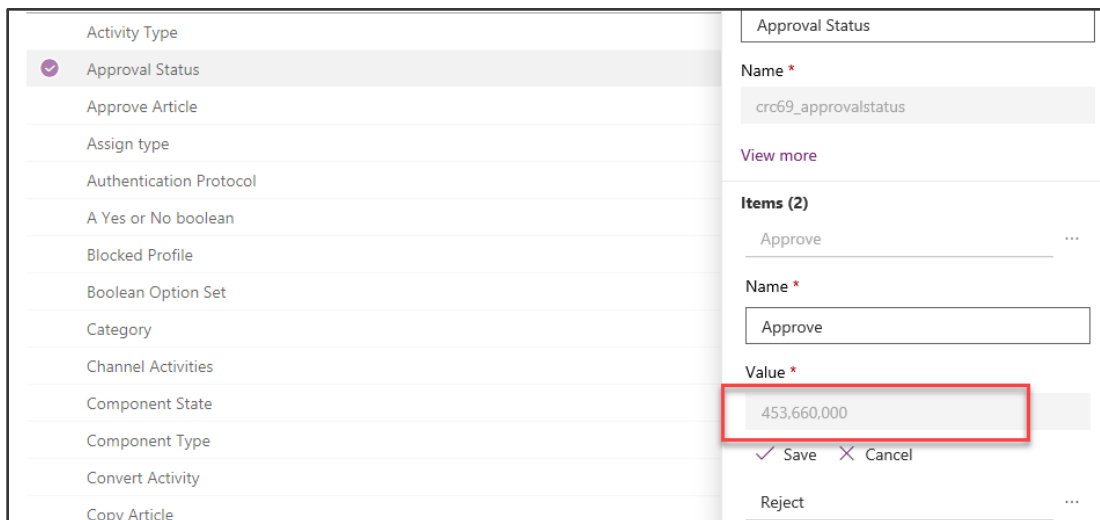 Activity Type
Approval Status
Approve Article
Assign type
Authentication Protocol
A Yes or No boolean
Blocked Profile
Boolean Option Set
Category
Channel Activities
Component State
Component Type
Convert Activity
Copy Article
Approval Status
Name *
crc69_approvalstatus
View more
Items (2)
Approve ...
Name *
Approve
Value *
453,660,000
Save Cancel
Reject ...